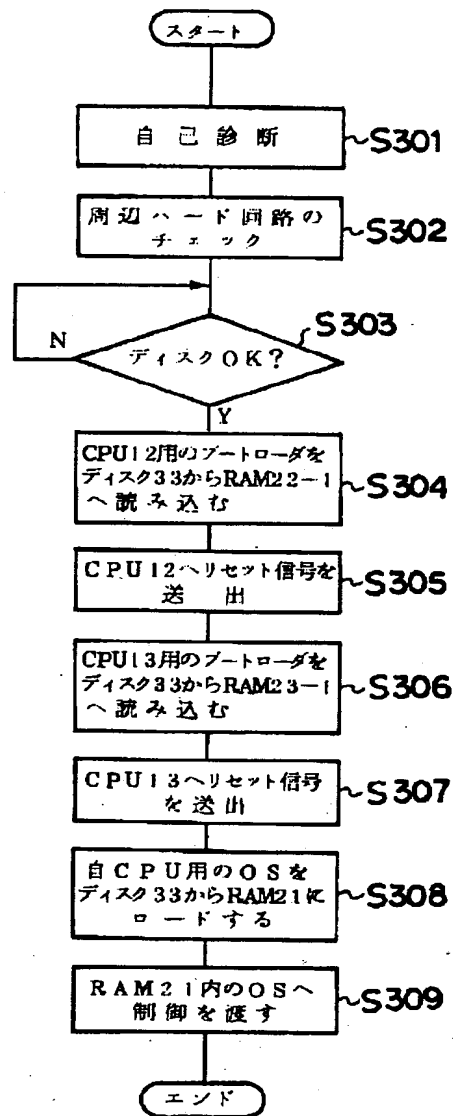 スタート
自己診断
S301
周辺ハード回路の
チェック
S302
S303
N
ディスクOK?
Y
CPU12用のブートローダを
ディスク33からRAM22-1
へ読み込む
S304
CPU12へリセット信号を
送出
S305
CPU13用のブートローダを
ディスク33からRAM23-1
へ読み込む
S306
CPU13へリセット信号
を送出
S307
自CPU用のOSを
ディスク33からRAM21に
ロードする
S308
RAM21内のOSへ
制御を渡す
S309
エンド